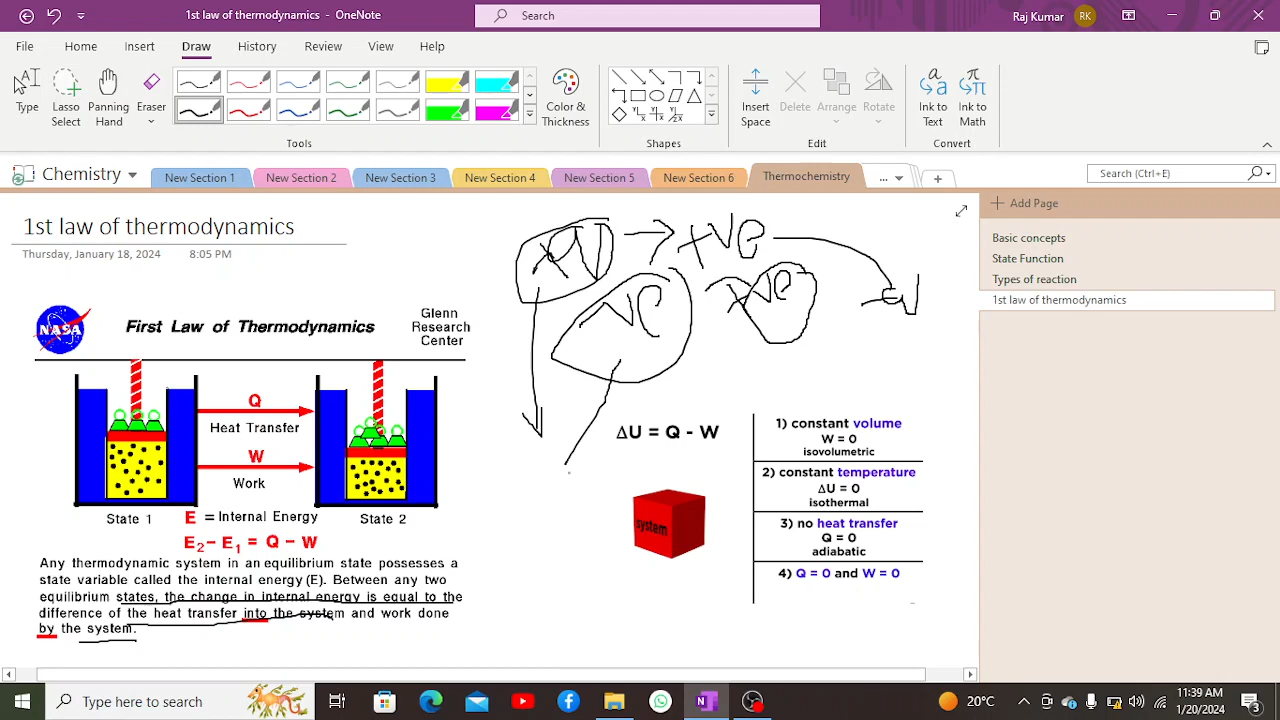 1st law of thermodynamics - OneNote
Search
Raj Kumar
RK
File
Home
Insert
Draw
History
Review
View
Help
Type
Lasso Select
Panning Hand
Eraser
Color & Thickness
Insert Space
Delete
Arrange
Rotate
Ink to Text
Ink to Math
Tools
Shapes
Edit
Convert
Chemistry
New Section 1
New Section 2
New Section 3
New Section 4
New Section 5
New Section 6
Thermochemistry
...
Search (Ctrl+E)
Add Page
Basic concepts
State Function
Types of reaction
1st law of thermodynamics
1st law of thermodynamics
Thursday, January 18, 2024
8:05 PM
NASA
First Law of Thermodynamics
Glenn
Research
Center
Q
Heat Transfer
W
Work
State 1
State 2
E = Internal Energy
E2 – E1 = Q - W
Any thermodynamic system in an equilibrium state possesses a
state variable called the internal energy (E). Between any two
equilibrium states, the change in internal energy is equal to the
difference of the heat transfer into the system and work done
by the system.
→ +ve
ve
ve
ΔU = Q - W
system
1) constant volume
W = 0
isovolumetric
2) constant temperature
ΔU = 0
isothermal
3) no heat transfer
Q = 0
adiabatic
4) Q = 0 and W = 0
Type here to search
20°C
11:39 AM
1/20/2024
3